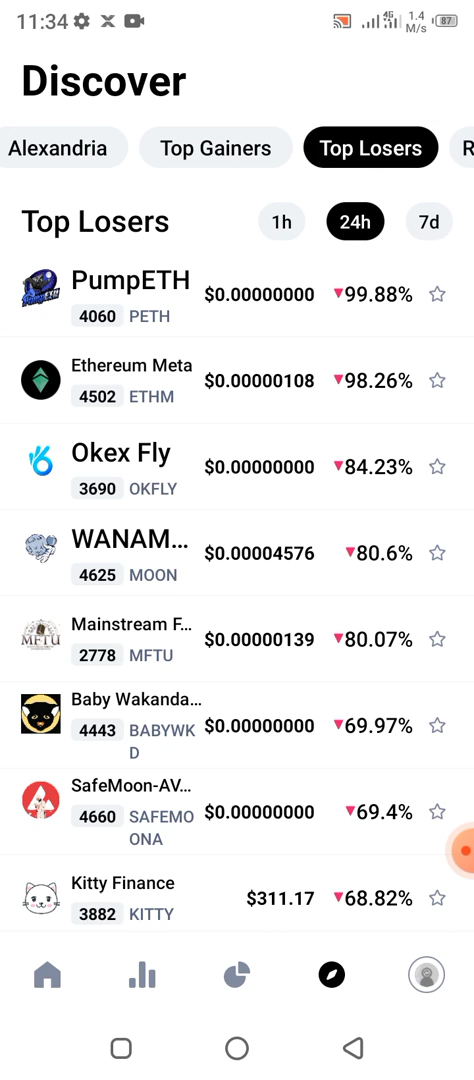 11:34 4G 1.4 M/s 87
Discover
Alexandria Top Gainers Top Losers R
Top Losers 1h 24h 7d
PumpETH $0.00000000 ▼99.88%
4060 PETH
Ethereum Meta $0.00000108 ▼98.26%
4502 ETHM
Okex Fly $0.00000000 ▼84.23%
3690 OKFLY
WANAM... $0.00004576 ▼80.6%
4625 MOON
Mainstream F... $0.00000139 ▼80.07%
MFTU
2778 MFTU
Baby Wakanda... $0.00000000 ▼69.97%
4443 BABYWK
D
SafeMoon-AV... $0.00000000 ▼69.4%
4660 SAFEMO
ONA
Kitty Finance $311.17 ▼68.82%
3882 KITTY